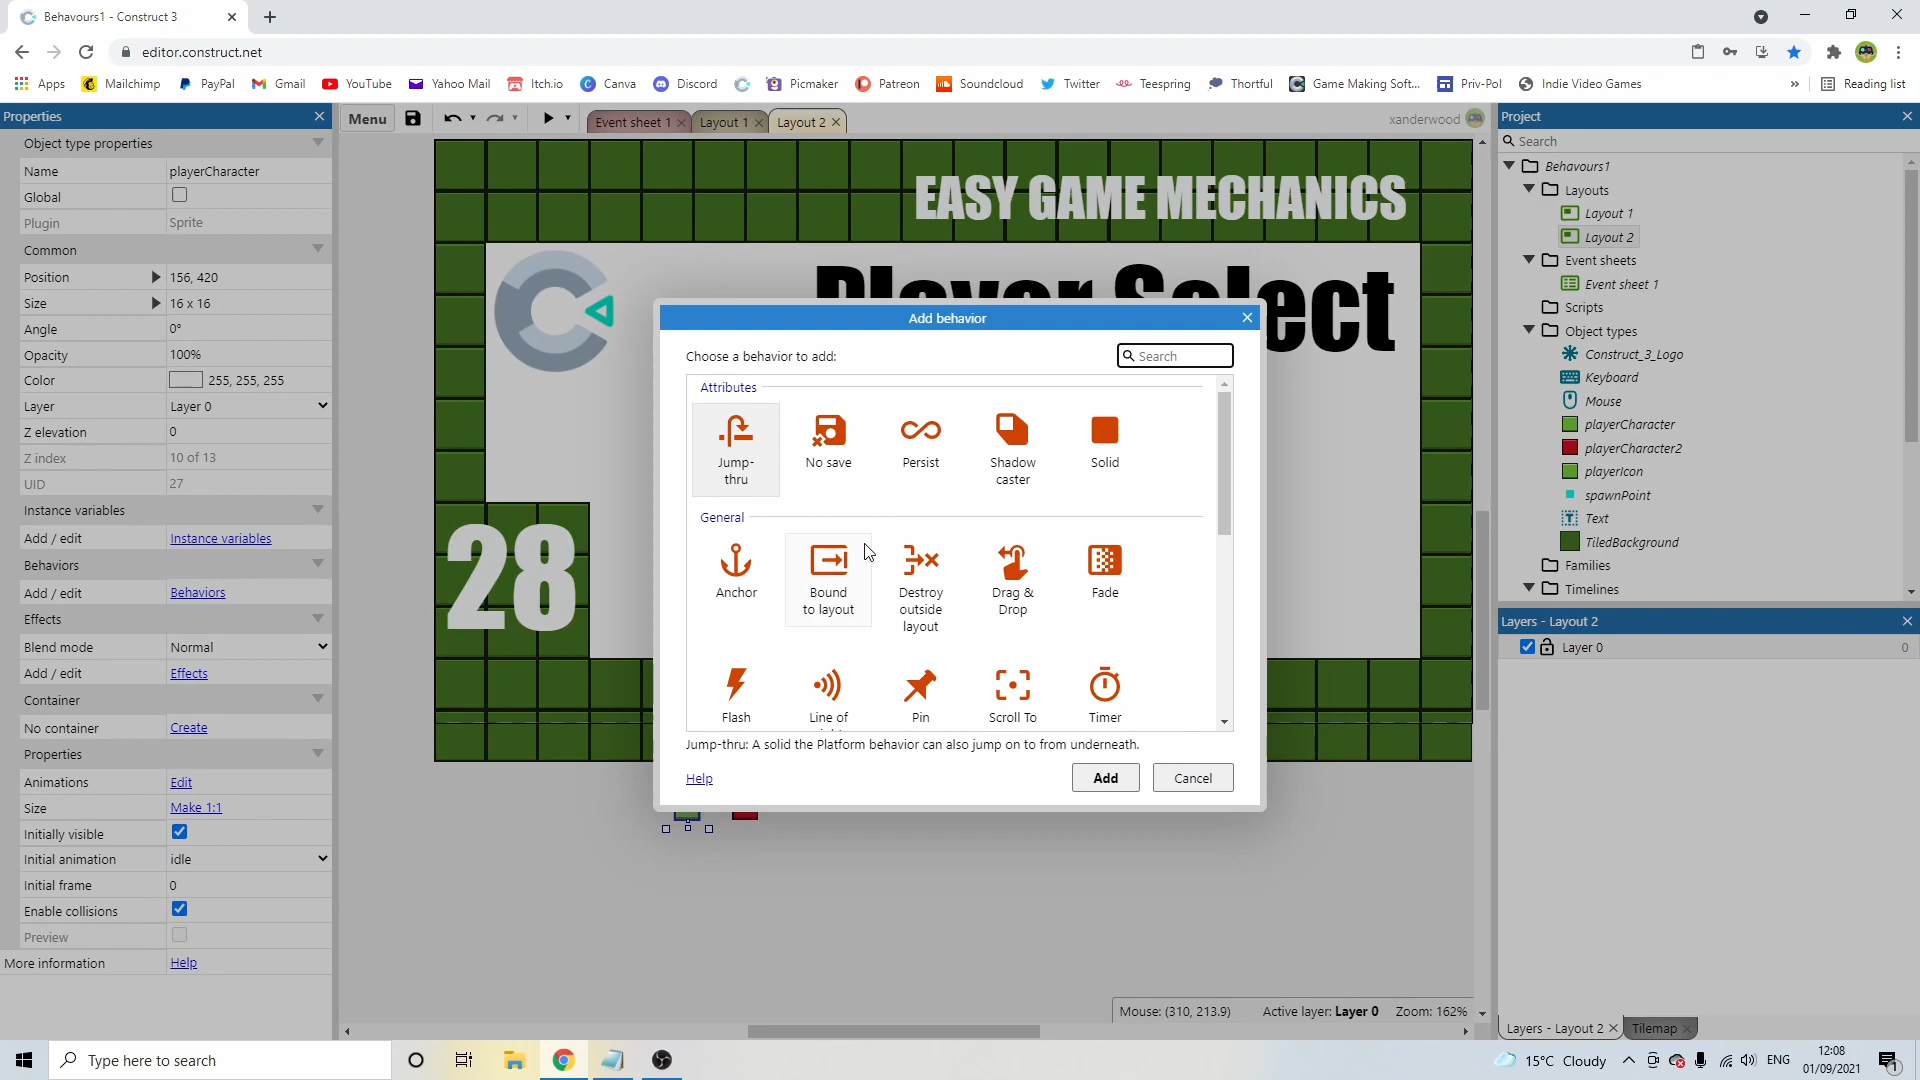 Behavours1 - Construct 3
editor.construct.net
Apps Mailchimp PayPal Gmail YouTube Yahoo Mail Itch.io Canva Discord Picmaker Patreon Soundcloud Twitter Teespring Thortful Game Making Soft... Priv-Pol Indie Video Games » Reading list
Properties
Object type properties
Name playerCharacter
Global
Plugin Sprite
Common
Position 156, 420
Size 16 x 16
Angle 0°
Opacity 100%
Color 255, 255, 255
Layer Layer 0
Z elevation 0
Z index 10 of 13
UID 27
Instance variables
Add / edit Instance variables
Behaviors
Add / edit Behaviors
Effects
Blend mode Normal
Add / edit Effects
Container
No container Create
Properties
Animations Edit
Size Make 1:1
Initially visible
Initial animation idle
Initial frame 0
Enable collisions
Preview
More information Help
Menu
Event sheet 1 Layout 1 Layout 2
xanderwood
EASY GAME MECHANICS
Player Select
28
Add behavior
Choose a behavior to add:
Search
Attributes
Jump-
thru
No save
Persist
Shadow
caster
Solid
General
Anchor
Bound
to layout
Destroy
outside
layout
Drag &
Drop
Fade
Flash
Line of
Pin
Scroll To
Timer
Jump-thru: A solid the Platform behavior can also jump on to from underneath.
Help
Add
Cancel
Mouse: (310, 213.9) Active layer: Layer 0 Zoom: 162%
Project
Search
Behavours1
Layouts
Layout 1
Layout 2
Event sheets
Event sheet 1
Scripts
Object types
Construct_3_Logo
Keyboard
Mouse
playerCharacter
playerCharacter2
playerIcon
spawnPoint
Text
TiledBackground
Families
Timelines
Layers - Layout 2
Layer 0 0
Layers - Layout 2 Tilemap
Type here to search
15°C Cloudy
ENG
12:08
01/09/2021
1